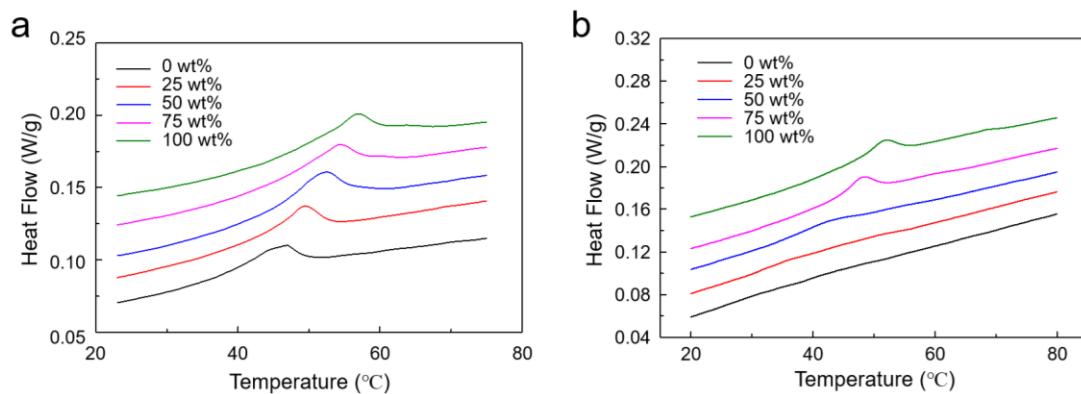 a
0.25
0.20
0.15
0.10
0.05
Heat Flow (W/g)
0 wt%
25 wt%
50 wt%
75 wt%
100 wt%
20
40
60
80
Temperature (℃)
b
0.32
0.28
0.24
0.20
0.16
0.12
0.08
0.04
Heat Flow (W/g)
0 wt%
25 wt%
50 wt%
75 wt%
100 wt%
20
40
60
80
Temperature (℃)